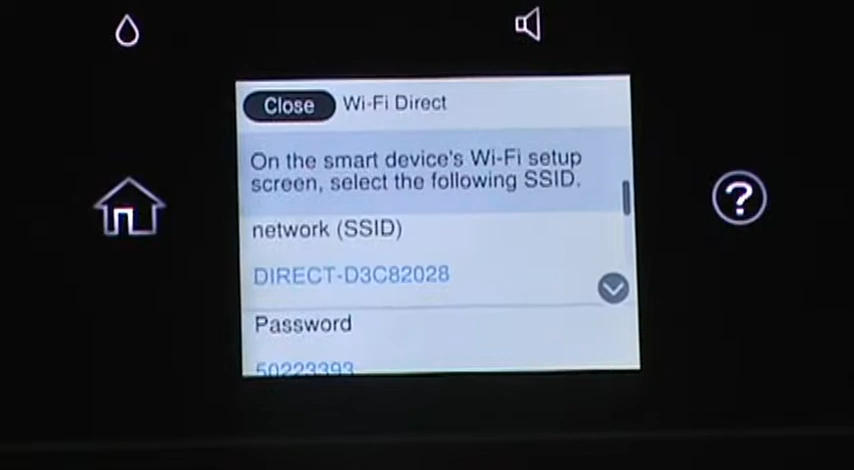 Close Wi-Fi Direct
On the smart device's Wi-Fi setup
screen, select the following SSID.
network (SSID)
DIRECT-D3C82028
Password
50223393
?